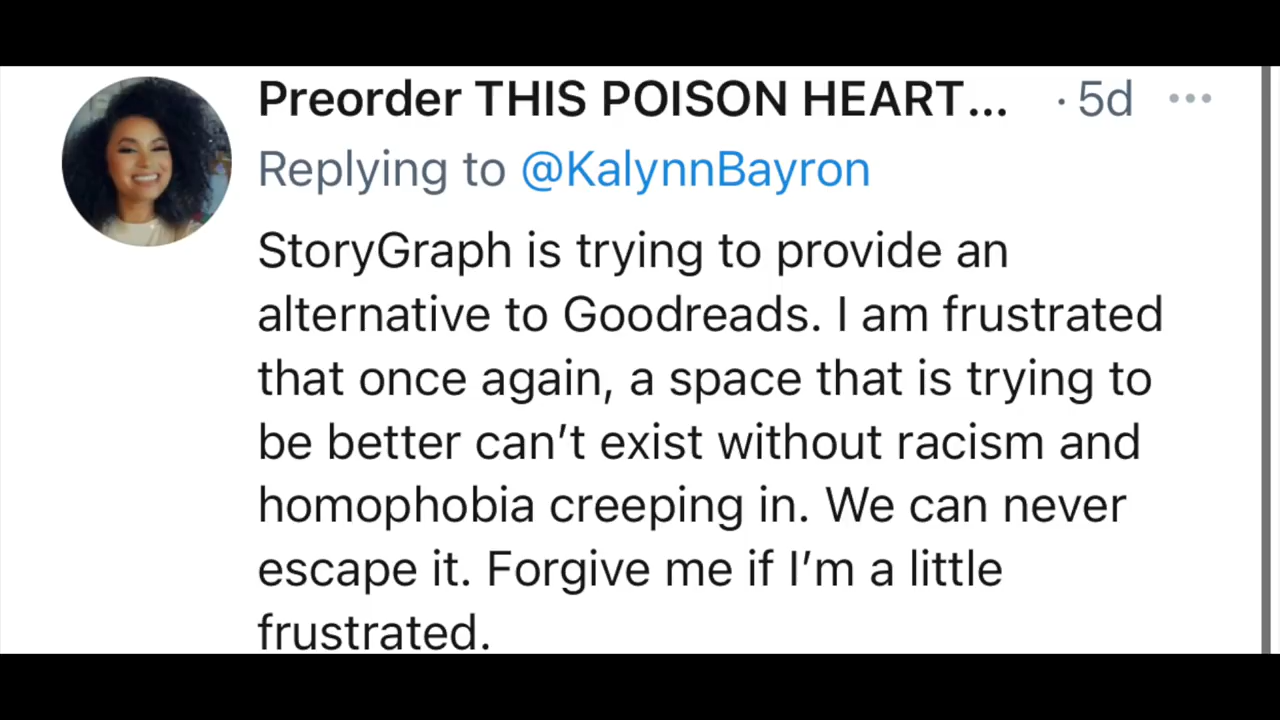 Preorder THIS POISON HEART... · 5d
Replying to @KalynnBayron
StoryGraph is trying to provide an
alternative to Goodreads. I am frustrated
that once again, a space that is trying to
be better can’t exist without racism and
homophobia creeping in. We can never
escape it. Forgive me if I’m a little
frustrated.